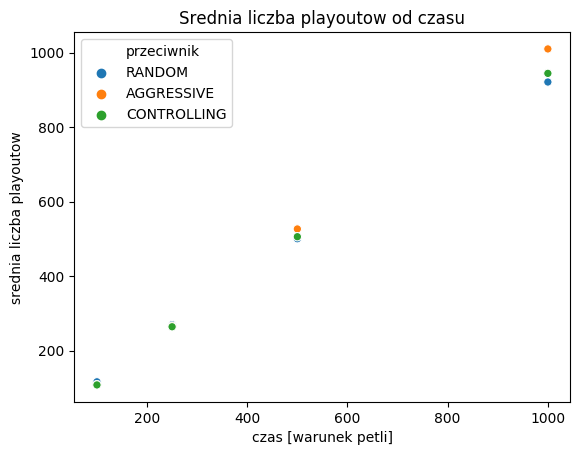 Srednia liczba playoutow od czasu
przeciwnik
RANDOM
AGGRESSIVE
CONTROLLING
srednia liczba playoutow
1000
800
600
400
200
200
400
600
800
1000
czas [warunek petli]